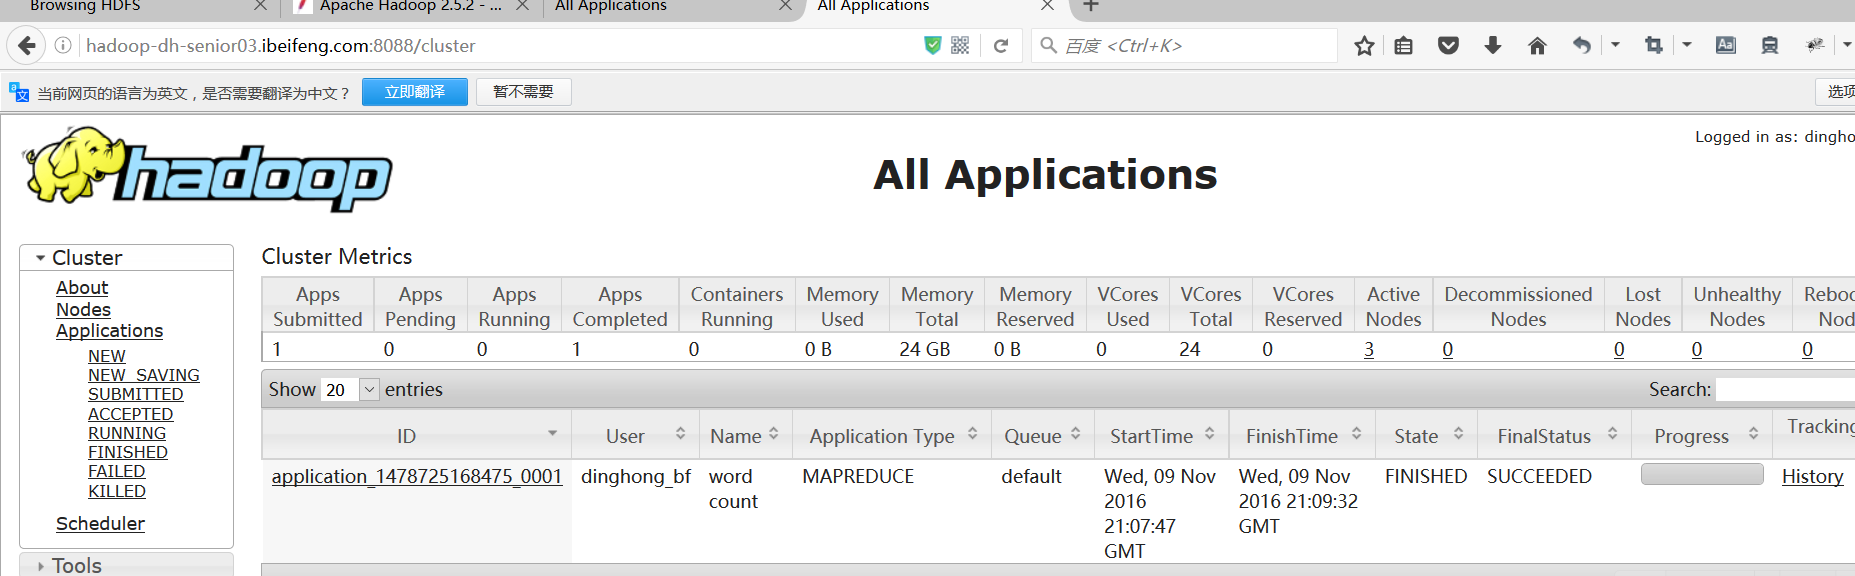 Browsing HDFS
Apache Hadoop 2.5.2 - ...
All Applications
All Applications
hadoop-dh-senior03.ibeifeng.com:8088/cluster
百度 <Ctrl+K>
当前网页的语言为英文，是否需要翻译为中文？
立即翻译
暂不需要
选项
hadoop
All Applications
Logged in as: dingho
Cluster
About
Nodes
Applications
NEW
NEW_SAVING
SUBMITTED
ACCEPTED
RUNNING
FINISHED
FAILED
KILLED
Scheduler
Tools
Cluster Metrics
Apps Submitted
Apps Pending
Apps Running
Apps Completed
Containers Running
Memory Used
Memory Total
Memory Reserved
VCores Used
VCores Total
VCores Reserved
Active Nodes
Decommissioned Nodes
Lost Nodes
Unhealthy Nodes
Reboo
Nod
1 0 0 1 0 0 B 24 GB 0 B 0 24 0 3 0 0 0 0
Show 20 entries
Search:
ID User Name Application Type Queue StartTime FinishTime State FinalStatus Progress Tracking
application_1478725168475_0001
dinghong_bf
word
count
MAPREDUCE
default
Wed, 09 Nov
2016
21:07:47
GMT
Wed, 09 Nov
2016 21:09:32
GMT
FINISHED
SUCCEEDED
History